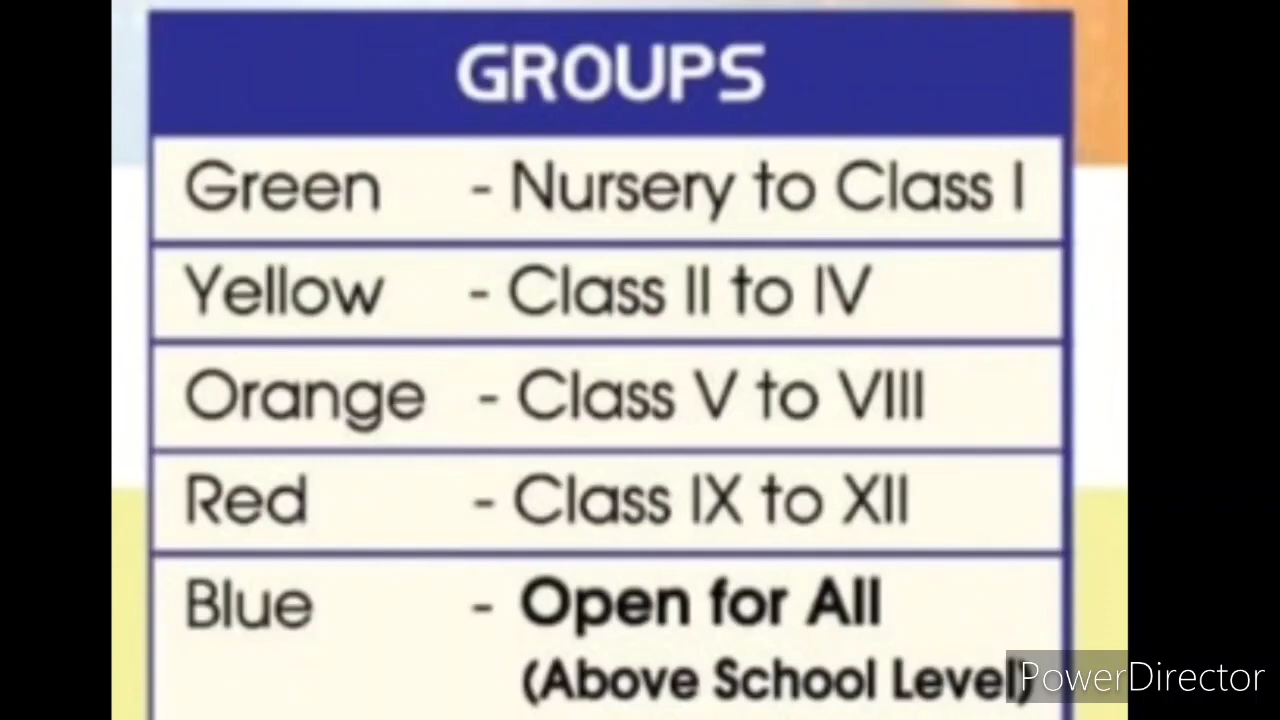 GROUPS
Green - Nursery to Class I
Yellow - Class II to IV
Orange - Class V to VIII
Red - Class IX to XII
Blue - Open for All
(Above School Level)
PowerDirector